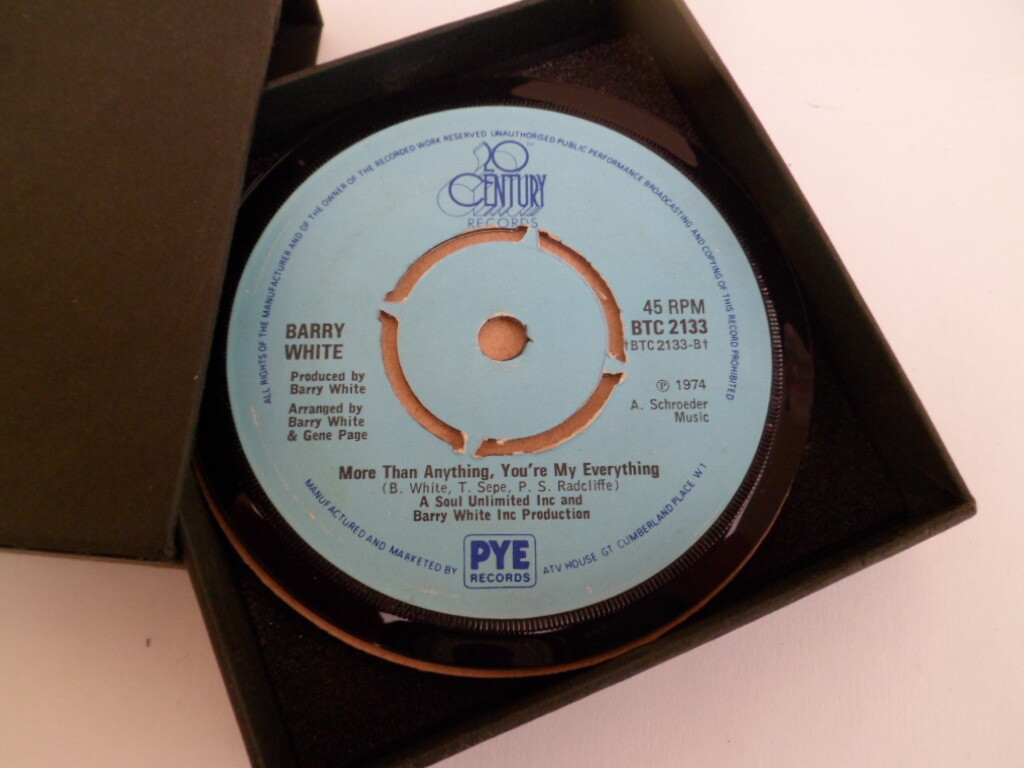 ALL RIGHTS OF THE MANUFACTURER AND OF THE OWNER OF THE RECORDED WORK RESERVED UNAUTHORISED PUBLIC PERFORMANCE BROADCASTING AND COPYING OF THIS RECORD PROHIBITED
20TH
CENTURY
RECORDS
BARRY
WHITE
Produced by
Barry White
Arranged by
Barry White
& Gene Page
45 RPM
BTC 2133
†BTC 2133-B†
℗ 1974
A. Schroeder
Music
More Than Anything, You're My Everything
(B. White, T. Sepe, P. S. Radcliffe)
A Soul Unlimited Inc and
Barry White Inc Production
MANUFACTURED AND MARKETED BY
PYE
RECORDS
ATV HOUSE GT CUMBERLAND PLACE W1